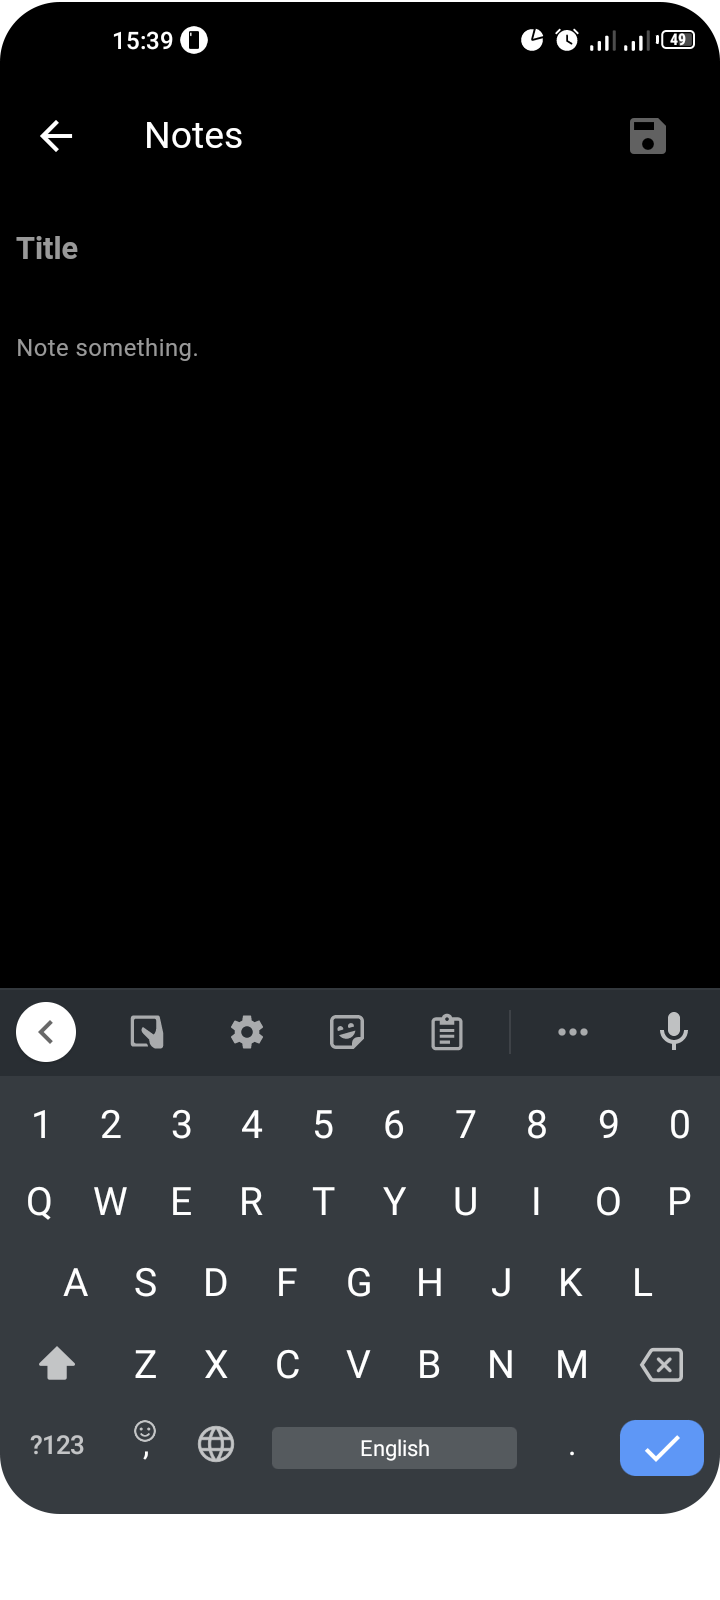 15:39
49
Notes
Title
Note something.
1 2 3 4 5 6 7 8 9 0
Q W E R T Y U I O P
A S D F G H J K L
Z X C V B N M
?123 , English .